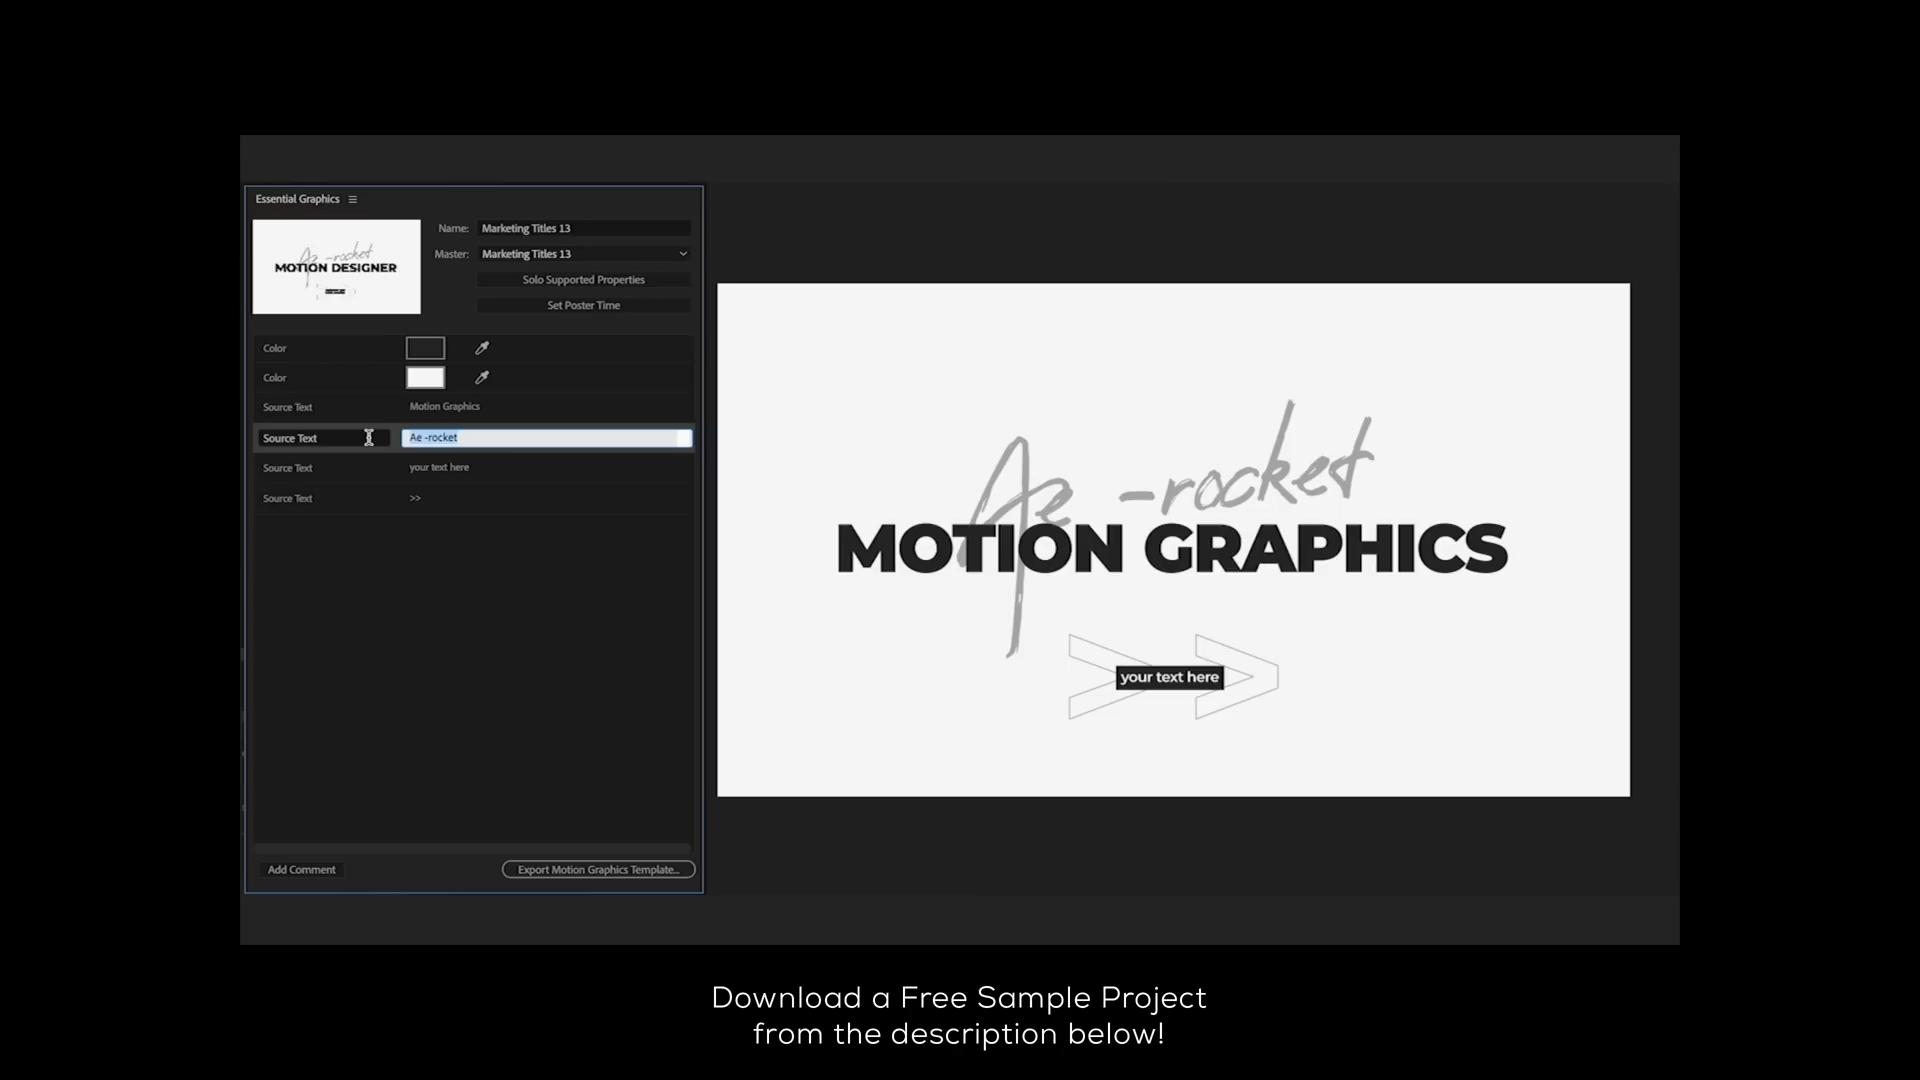 Essential Graphics
Ae -rocket
MOTION DESIGNER
Name: Marketing Titles 13
Master: Marketing Titles 13
Solo Supported Properties
Set Poster Time
Color
Color
Source Text Motion Graphics
Source Text Ae -rocket
Source Text your text here
Source Text >>
Add Comment
Export Motion Graphics Template...
Ae -rocket
MOTION GRAPHICS
your text here
Download a Free Sample Project
from the description below!